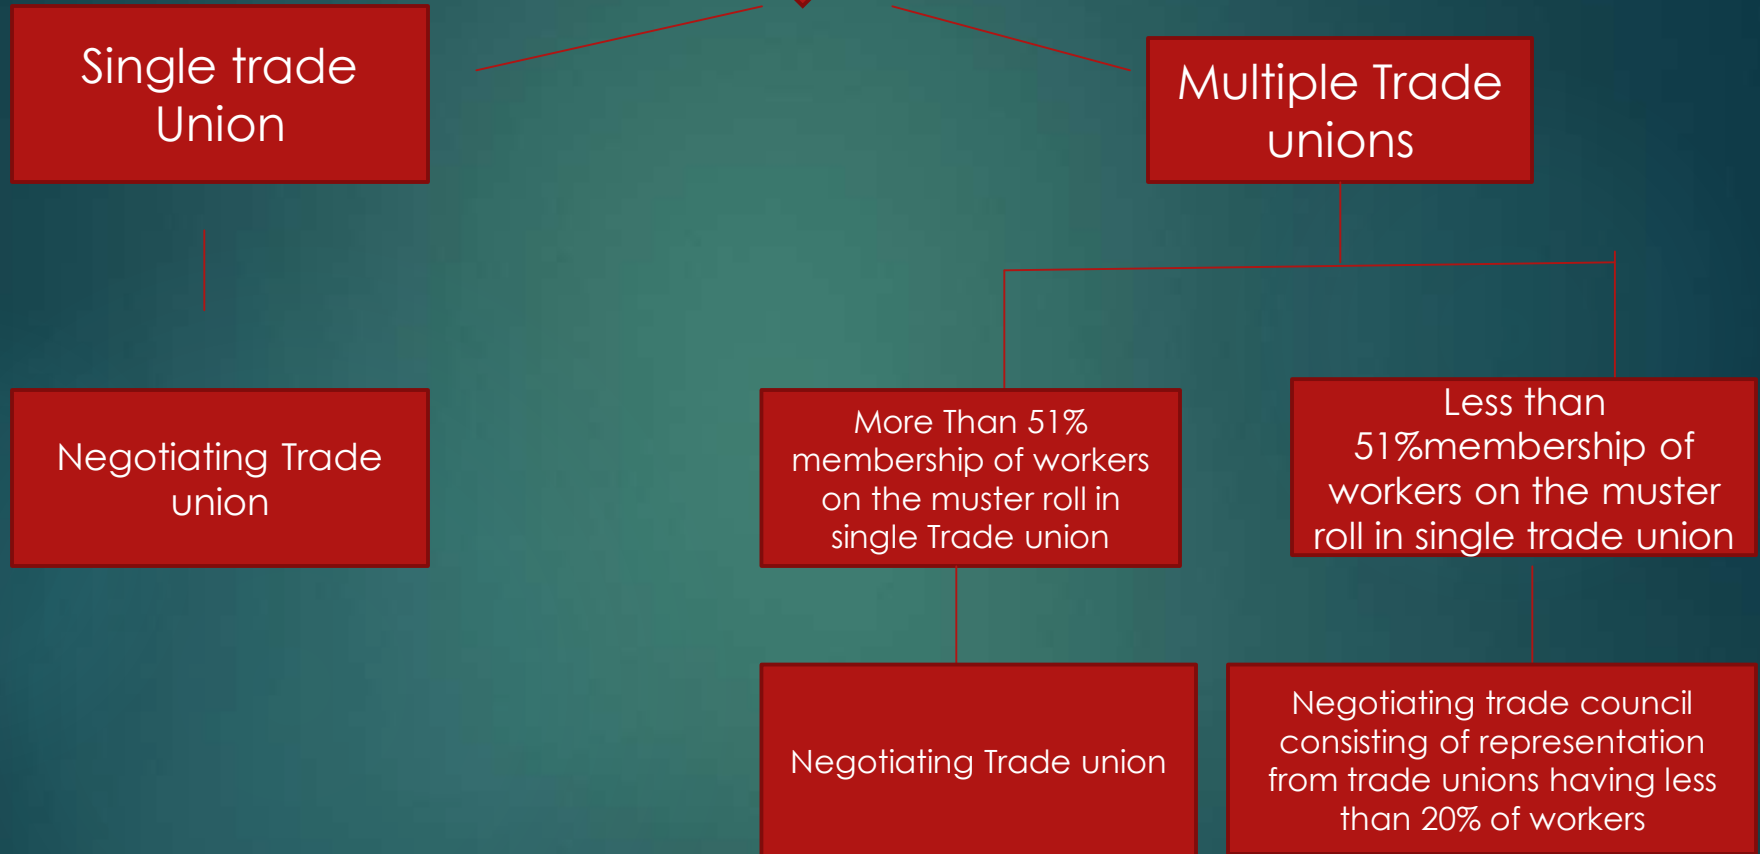 Single trade
Union
Multiple Trade
unions
Negotiating Trade
union
More Than 51%
membership of workers
on the muster roll in
single Trade union
Less than
51%membership of
workers on the muster
roll in single trade union
Negotiating Trade union
Negotiating trade council
consisting of representation
from trade unions having less
than 20% of workers